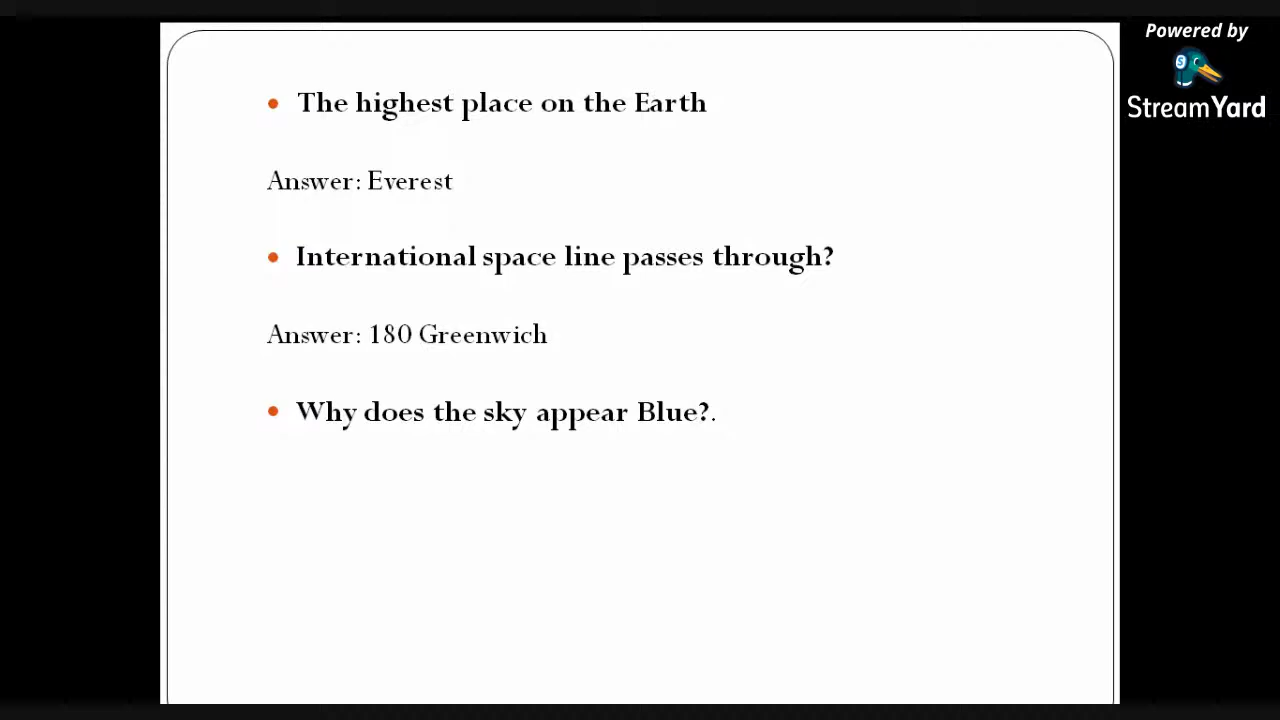 Powered by
StreamYard
• The highest place on the Earth
Answer: Everest
• International space line passes through?
Answer: 180 Greenwich
• Why does the sky appear Blue?.